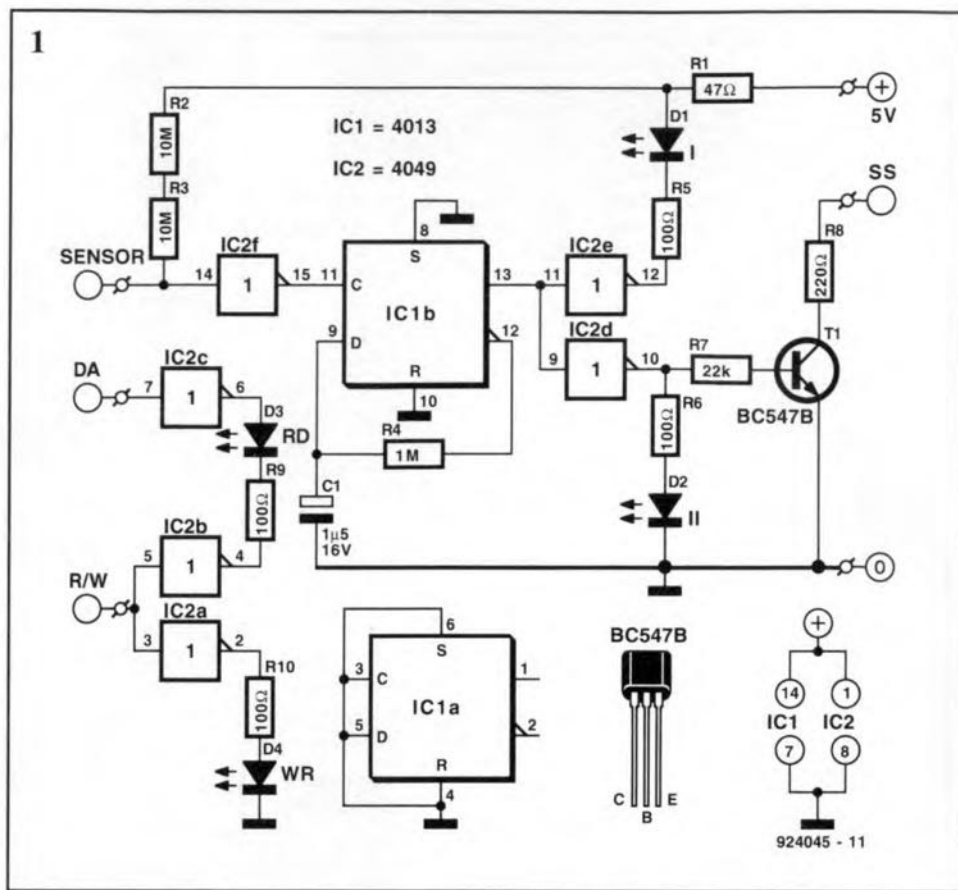 1
R1
47Ω
+
5V
R2
10M
R3
10M
IC1 = 4013
IC2 = 4049
D1
I
R5
100Ω
SS
R8
220Ω
SENSOR
14
IC2f
1
15
11
C
9
D
8
S
IC1b
R
10
13
12
11
IC2e
1
12
9
IC2d
1
10
R7
22k
T1
BC547B
DA
7
IC2c
1
6
D3
RD
R9
100Ω
R4
1M
C1
1µ5
16V
R6
100Ω
D2
II
R/W
5
IC2b
1
4
3
IC2a
1
2
R10
100Ω
D4
WR
0
6
S
3
C
5
D
IC1a
R
4
1
2
BC547B
C
B
E
+
14
1
IC1
IC2
7
8
924045 - 11